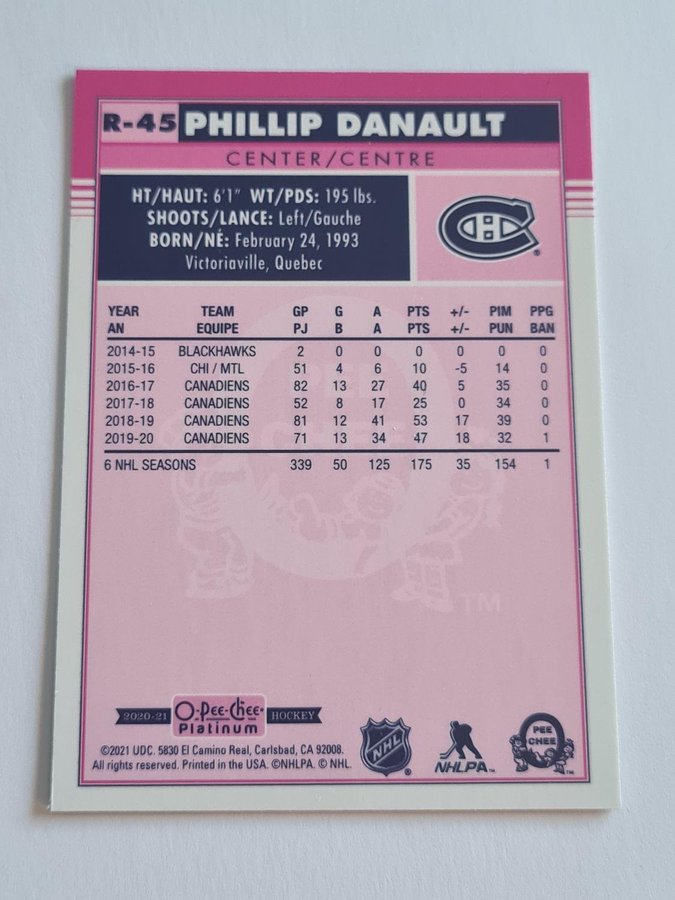 R-45 PHILLIP DANAULT
CENTER/CENTRE
HT/HAUT: 6'1" WT/PDS: 195 lbs.
SHOOTS/LANCE: Left/Gauche
BORN/NÉ: February 24, 1993
Victoriaville, Quebec
YEAR TEAM GP G A PTS +/- PIM PPG
AN EQUIPE PJ B A PTS +/- PUN BAN
2014-15 BLACKHAWKS 2 0 0 0 0 0 0
2015-16 CHI / MTL 51 4 6 10 -5 14 0
2016-17 CANADIENS 82 13 27 40 5 35 0
2017-18 CANADIENS 52 8 17 25 0 34 0
2018-19 CANADIENS 81 12 41 53 17 39 0
2019-20 CANADIENS 71 13 34 47 18 32 1
6 NHL SEASONS 339 50 125 175 35 154 1
PEE
CHEE
TM
2020-21 O-Pee-Chee Platinum HOCKEY
©2021 UDC. 5830 El Camino Real, Carlsbad, CA 92008.
All rights reserved. Printed in the USA. ©NHLPA. © NHL.
NHL
NHLPA
PEE
CHEE